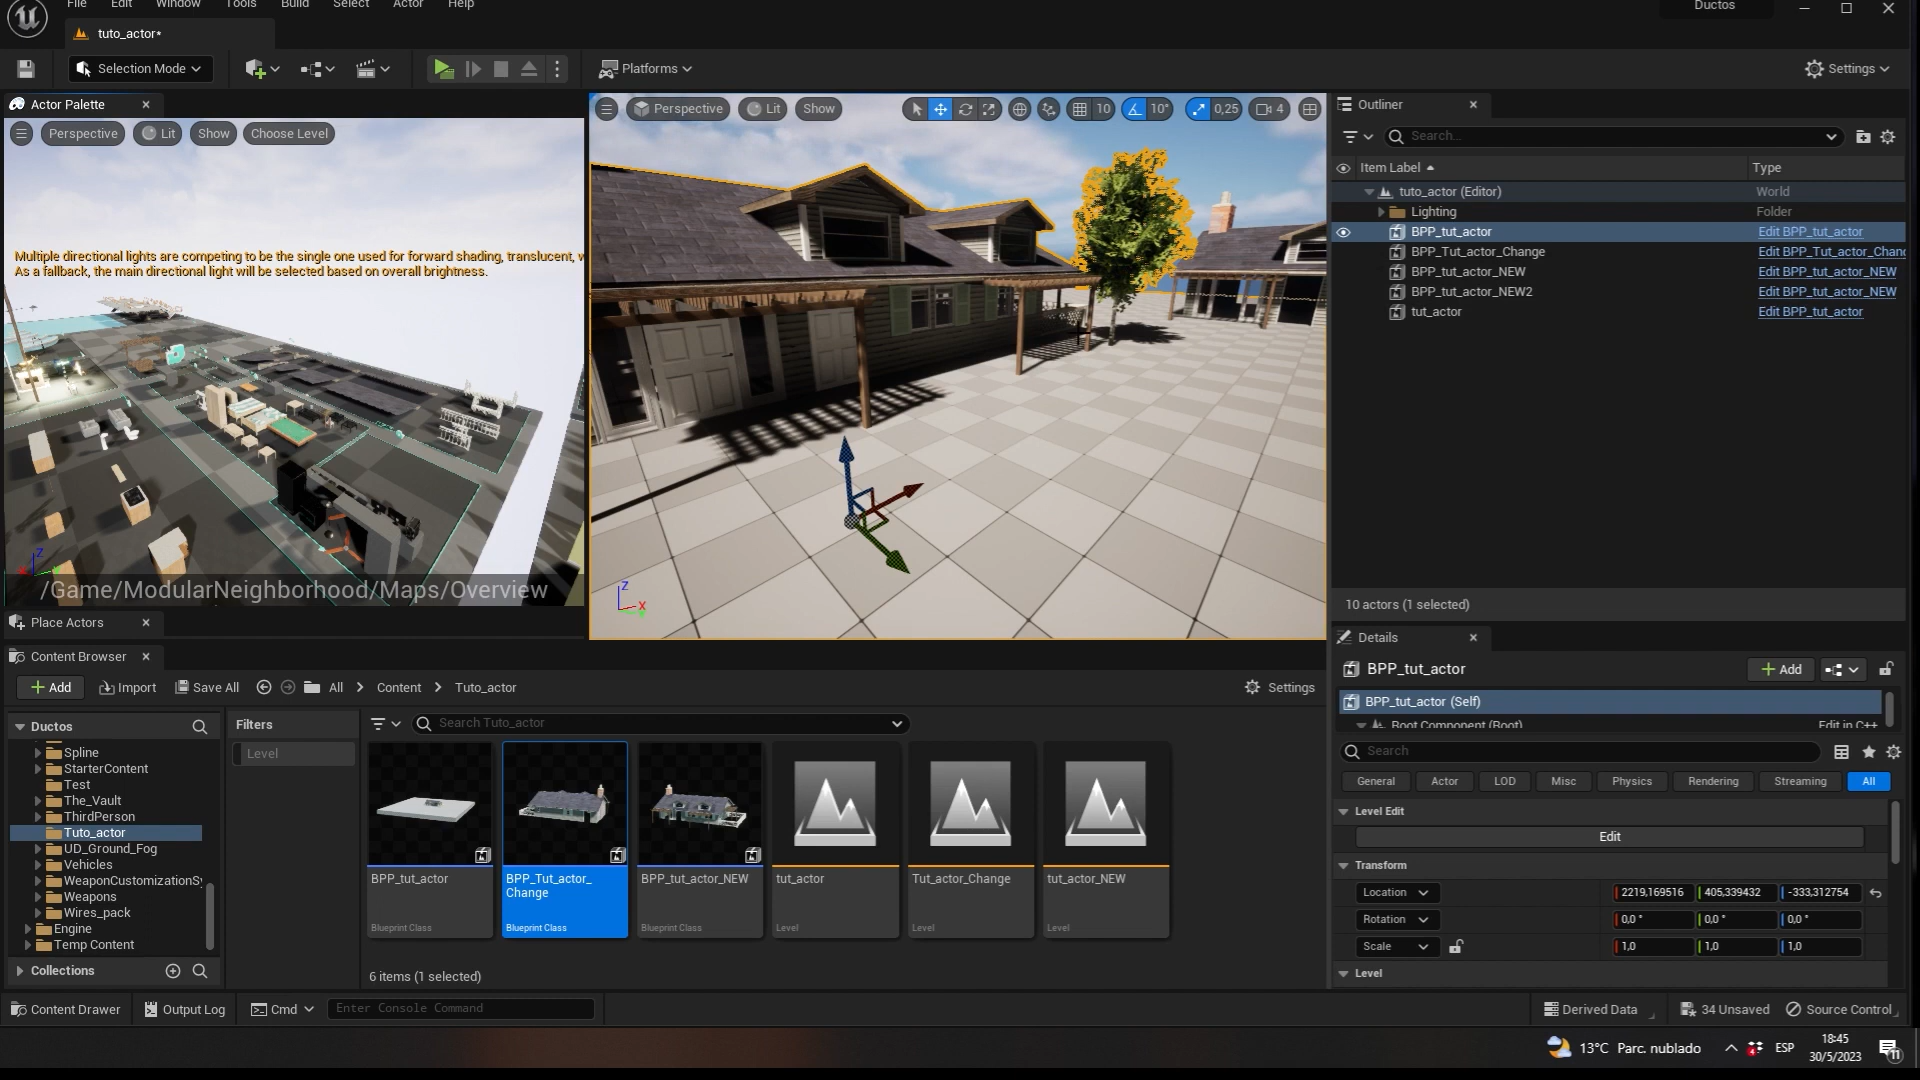 File Edit Window Tools Build Select Actor Help
Ductos
tuto_actor*
Selection Mode
Platforms
Settings
Actor Palette
Perspective Lit Show Choose Level
Multiple directional lights are competing to be the single one used for forward shading, translucent,
As a fallback, the main directional light will be selected based on overall brightness.
Z
/Game/ModularNeighborhood/Maps/Overview
Perspective Lit Show
10 10° 0,25 4
Z
X
Outliner
Search...
Item Label Type
tuto_actor (Editor) World
Lighting Folder
BPP_tut_actor Edit BPP_tut_actor
BPP_Tut_actor_Change Edit BPP_Tut_actor_Chang
BPP_tut_actor_NEW Edit BPP_tut_actor_NEW
BPP_tut_actor_NEW2 Edit BPP_tut_actor_NEW
tut_actor Edit BPP_tut_actor
10 actors (1 selected)
Place Actors
Content Browser
Add Import Save All All > Content > Tuto_actor Settings
Ductos
Spline
StarterContent
Test
The_Vault
ThirdPerson
Tuto_actor
UD_Ground_Fog
Vehicles
WeaponCustomizationSy
Weapons
Wires_pack
Engine
Temp Content
Collections
Filters
Level
Search Tuto_actor
BPP_tut_actor
Blueprint Class
BPP_Tut_actor_
Change
Blueprint Class
BPP_tut_actor_NEW
Blueprint Class
tut_actor
Level
Tut_actor_Change
Level
tut_actor_NEW
Level
6 items (1 selected)
Details
BPP_tut_actor
Add
BPP_tut_actor (Self)
Root Component (Root) Edit in C++
Search
General Actor LOD Misc Physics Rendering Streaming All
Level Edit
Edit
Transform
Location 2219,169516 405,339432 -333,312754
Rotation 0,0 ° 0,0 ° 0,0 °
Scale 1,0 1,0 1,0
Level
Content Drawer Output Log Cmd Enter Console Command
Derived Data 34 Unsaved Source Control
13°C Parc. nublado ESP
18:45
30/5/2023
11